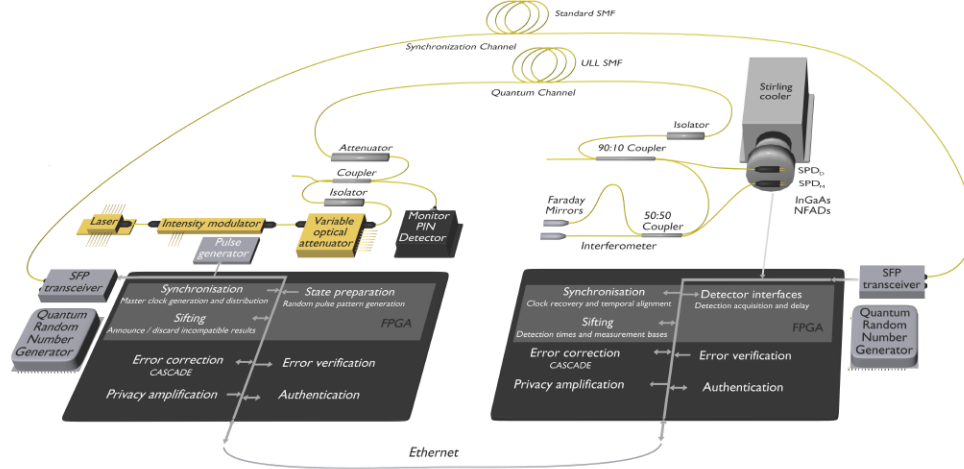 Standard SMF
Synchronization Channel
ULL SMF
Quantum Channel
Stirling
cooler
Isolator
90:10 Coupler
Attenuator
Coupler
Isolator
SPD_D
SPD_M
InGaAs
NFADs
Faraday
Mirrors
50:50
Coupler
Interferometer
Laser
Intensity modulator
Variable
optical
attenuator
Monitor
PIN
Detector
Pulse
generator
SFP
transceiver
Quantum
Random
Number
Generator
Synchronisation
Master clock generation and distribution
State preparation
Random pulse pattern generation
Sifting
Announce / discard incompatible results
FPGA
Error correction
CASCADE
Error verification
Privacy amplification
Authentication
Synchronisation
Clock recovery and temporal alignment
Detector interfaces
Detection acquisition and delay
Sifting
Detection times and measurement bases
FPGA
Error correction
CASCADE
Error verification
Privacy amplification
Authentication
SFP
transceiver
Quantum
Random
Number
Generator
Ethernet